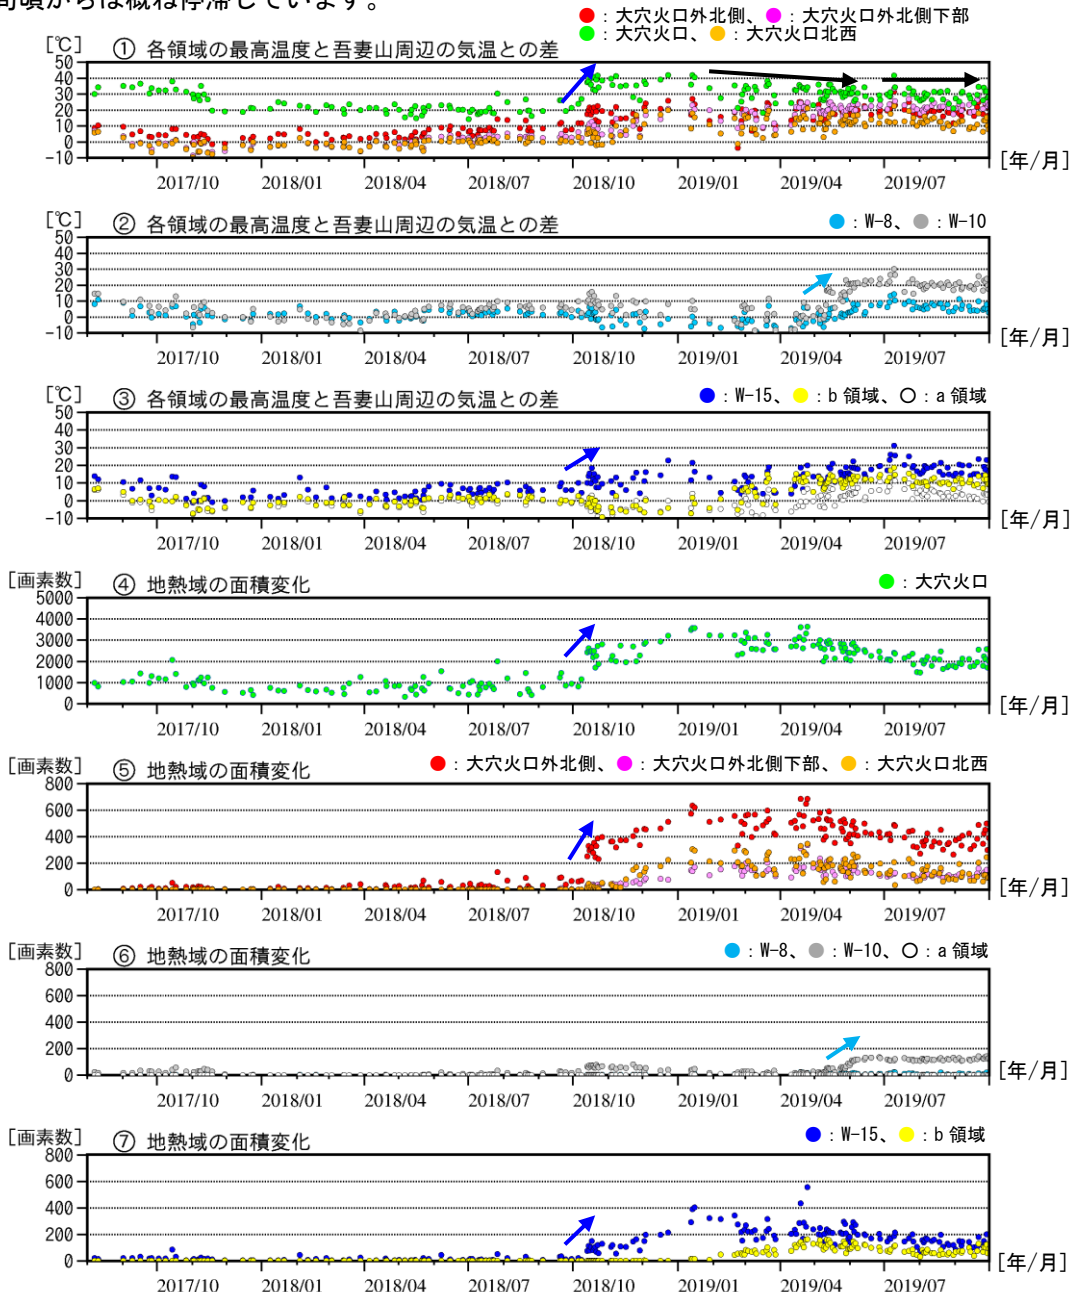 旬頃からは概ね停滞しています。
●：大穴火口外北側、●：大穴火口外北側下部
●：大穴火口、●：大穴火口北西
[℃] ① 各領域の最高温度と吾妻山周辺の気温との差
50
40
30
20
10
0
-10
[年/月]
2017/10 2018/01 2018/04 2018/07 2018/10 2019/01 2019/04 2019/07
[℃] ② 各領域の最高温度と吾妻山周辺の気温との差 ●：W-8、●：W-10
50
40
30
20
10
0
-10
[年/月]
2017/10 2018/01 2018/04 2018/07 2018/10 2019/01 2019/04 2019/07
[℃] ③ 各領域の最高温度と吾妻山周辺の気温との差 ●：W-15、●：b 領域、○：a 領域
50
40
30
20
10
0
-10
[年/月]
2017/10 2018/01 2018/04 2018/07 2018/10 2019/01 2019/04 2019/07
[画素数] ④ 地熱域の面積変化 ●：大穴火口
5000
4000
3000
2000
1000
0
[年/月]
2017/10 2018/01 2018/04 2018/07 2018/10 2019/01 2019/04 2019/07
[画素数] ⑤ 地熱域の面積変化 ●：大穴火口外北側、●：大穴火口外北側下部、●：大穴火口北西
800
600
400
200
0
[年/月]
2017/10 2018/01 2018/04 2018/07 2018/10 2019/01 2019/04 2019/07
[画素数] ⑥ 地熱域の面積変化 ●：W-8、●：W-10、○：a 領域
800
600
400
200
0
[年/月]
2017/10 2018/01 2018/04 2018/07 2018/10 2019/01 2019/04 2019/07
[画素数] ⑦ 地熱域の面積変化 ●：W-15、●：b 領域
800
600
400
200
0
[年/月]
2017/10 2018/01 2018/04 2018/07 2018/10 2019/01 2019/04 2019/07